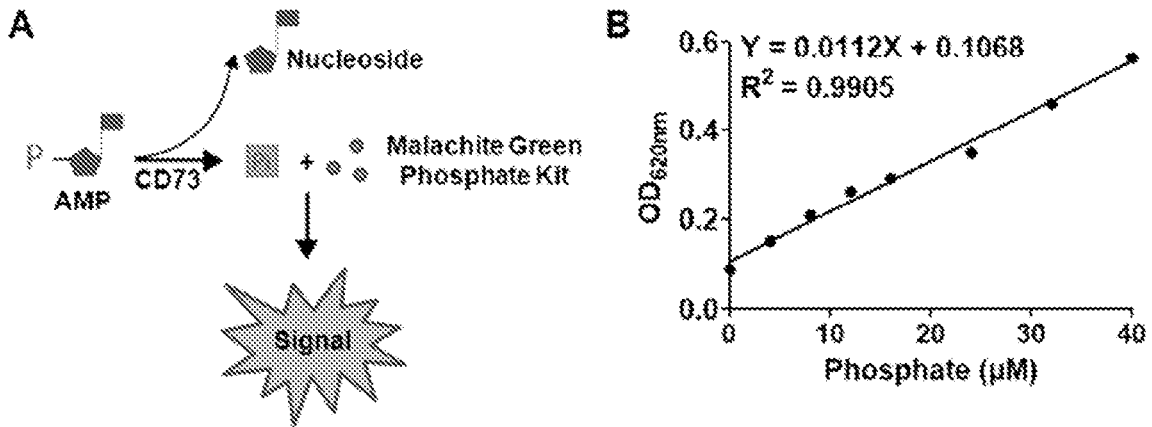 A
Nucleoside
P
AMP
CD73
+
Malachite Green
Phosphate Kit
Signal
B
Y = 0.0112X + 0.1068
R² = 0.9905
0.6
0.4
0.2
0.0
OD₆₂₀nm
0 10 20 30 40
Phosphate (µM)